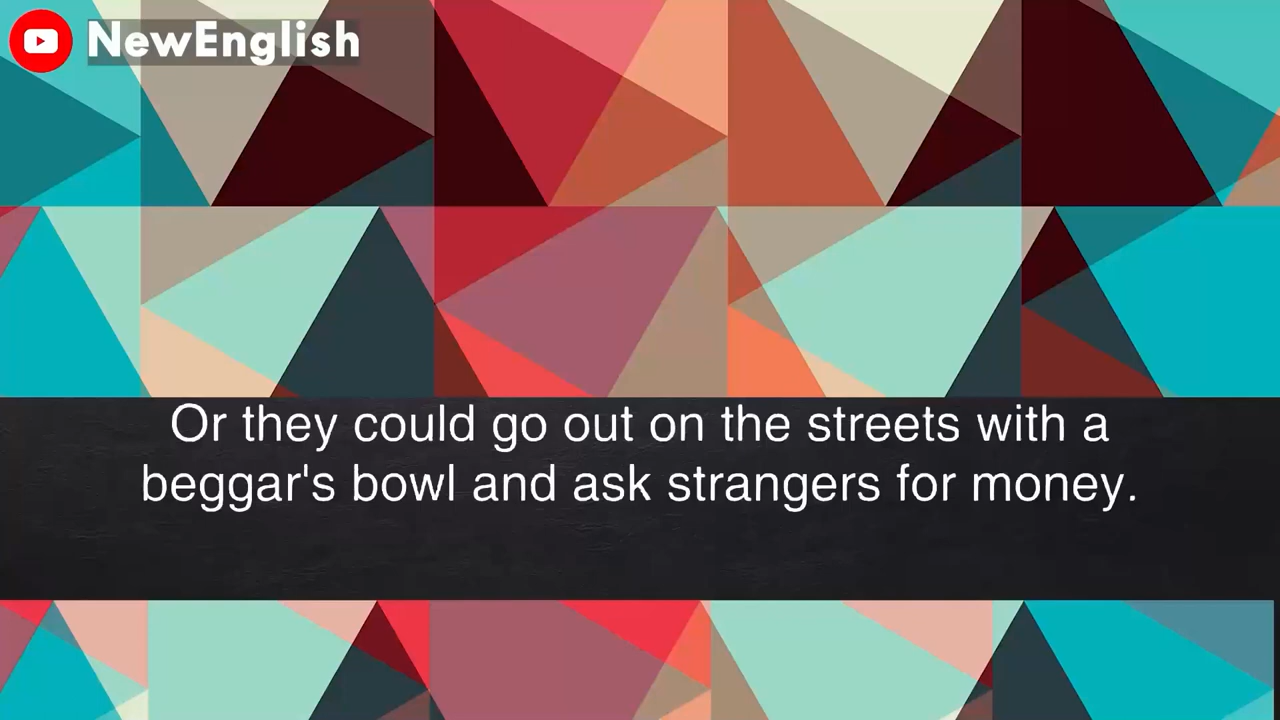 NewEnglish
Or they could go out on the streets with a
beggar's bowl and ask strangers for money.